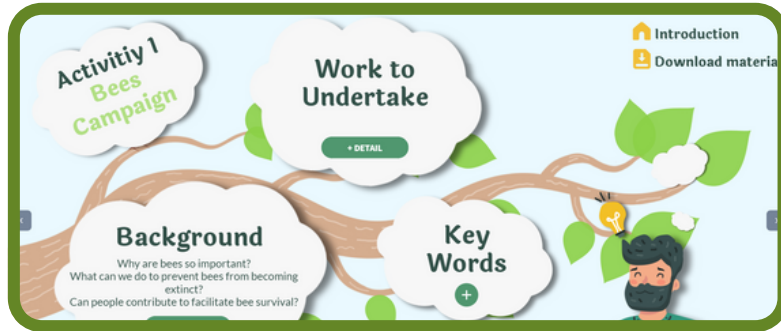 Activitiy 1
Bees
Campaign
Work to
Undertake
+ DETAIL
Introduction
Download materia
Background
Why are bees so important?
What can we do to prevent bees from becoming
extinct?
Can people contribute to facilitate bee survival?
Key
Words
+